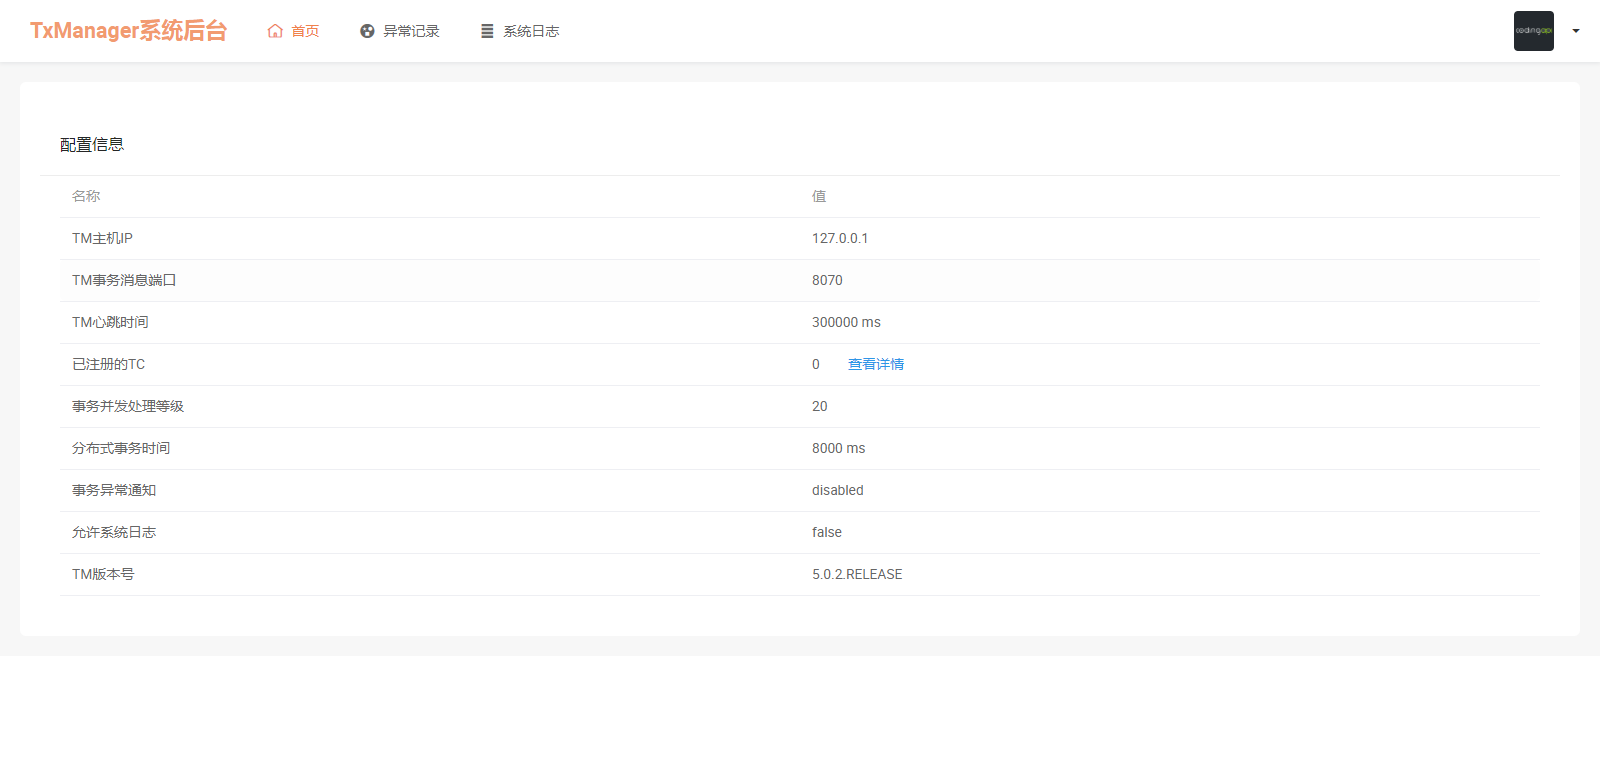 TxManager系统后台 首页 异常记录 系统日志 codingapi
配置信息
名称 值
TM主机IP 127.0.0.1
TM事务消息端口 8070
TM心跳时间 300000 ms
已注册的TC 0 查看详情
事务并发处理等级 20
分布式事务时间 8000 ms
事务异常通知 disabled
允许系统日志 false
TM版本号 5.0.2.RELEASE